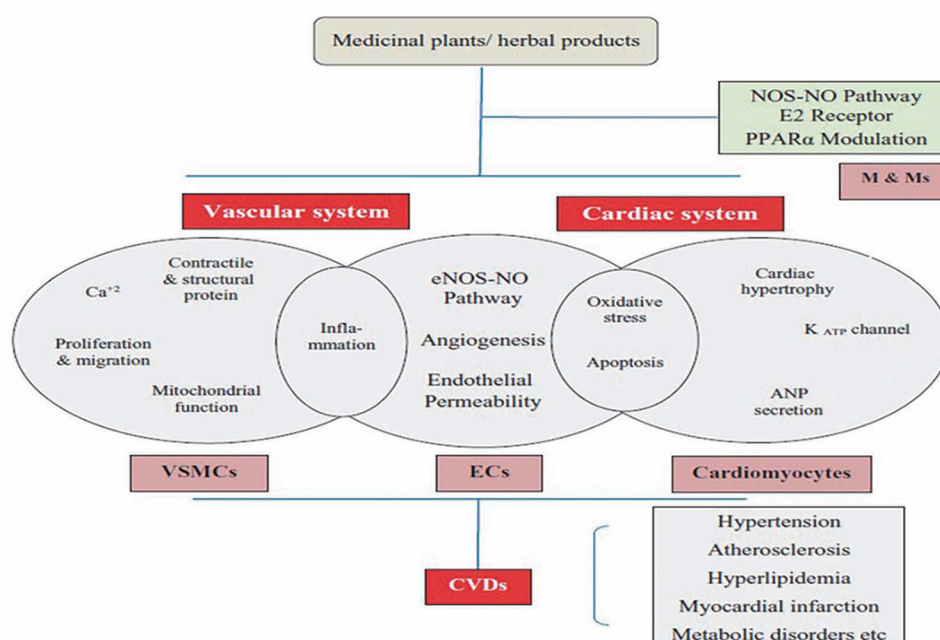 Medicinal plants/ herbal products
NOS-NO Pathway
E2 Receptor
PPARα Modulation
M & Ms
Vascular system
Cardiac system
Ca+2
Contractile
& structural
protein
Proliferation
& migration
Mitochondrial
function
Infla-
mmation
eNOS-NO
Pathway
Angiogenesis
Endothelial
Permeability
Oxidative
stress
Apoptosis
Cardiac
hypertrophy
K ATP channel
ANP
secretion
VSMCs
ECs
Cardiomyocytes
CVDs
Hypertension
Atherosclerosis
Hyperlipidemia
Myocardial infarction
Metabolic disorders etc